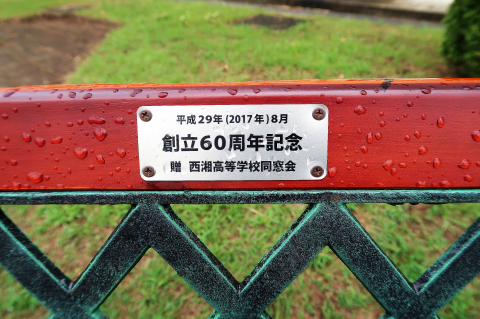 平成29年(2017年)8月
創立60周年記念
贈 西湘高等学校同窓会